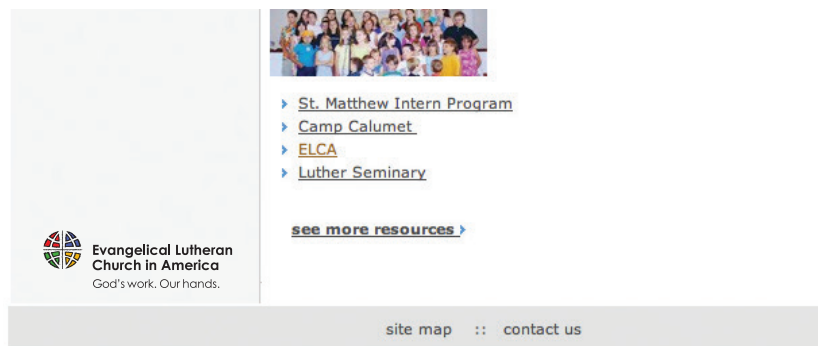 St. Matthew Intern Program
Camp Calumet
ELCA
Luther Seminary
see more resources
Evangelical Lutheran
Church in America
God's work. Our hands.
site map :: contact us